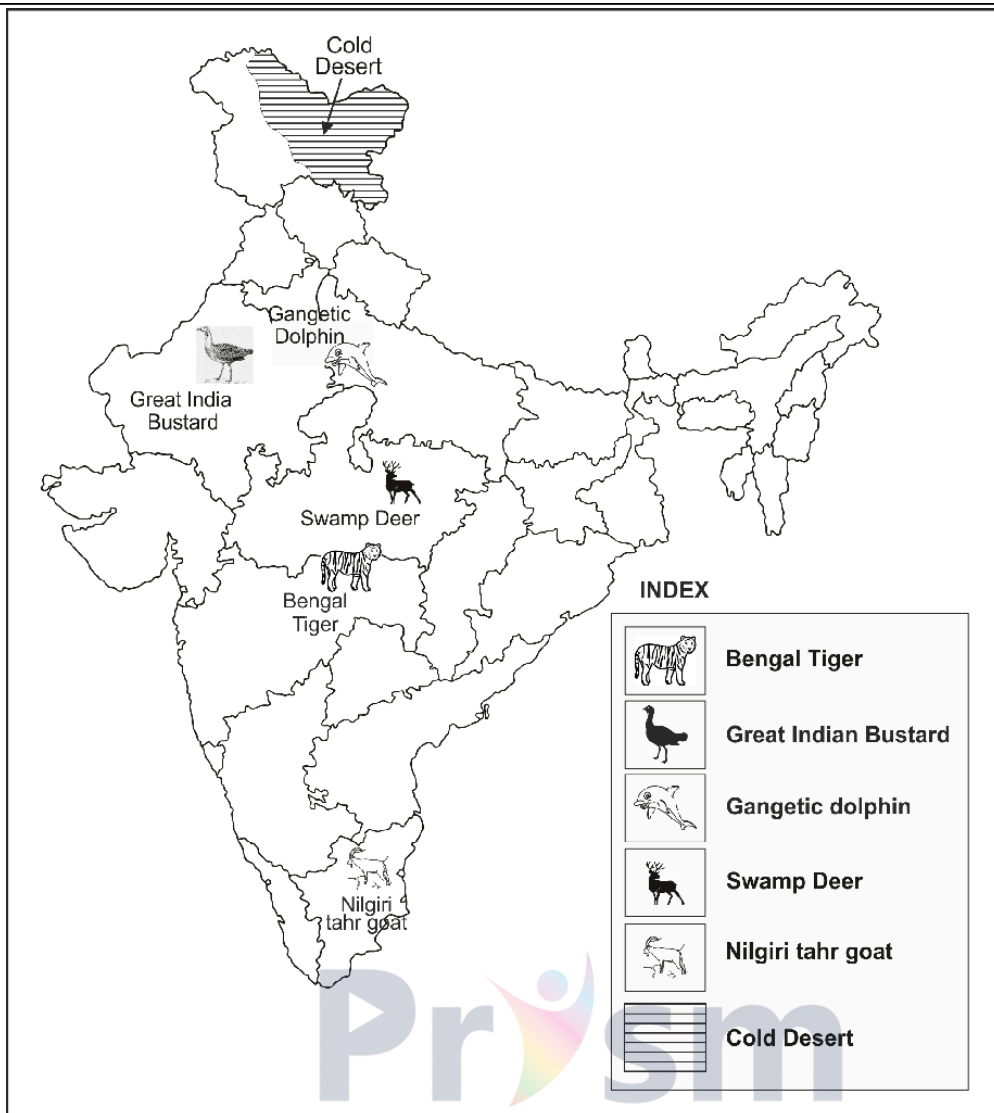 Cold
Desert
Gangetic
Dolphin
Great India
Bustard
Swamp Deer
Bengal
Tiger
Nilgiri
tahr goat
INDEX
Bengal Tiger
Great Indian Bustard
Gangetic dolphin
Swamp Deer
Nilgiri tahr goat
Cold Desert
Prism